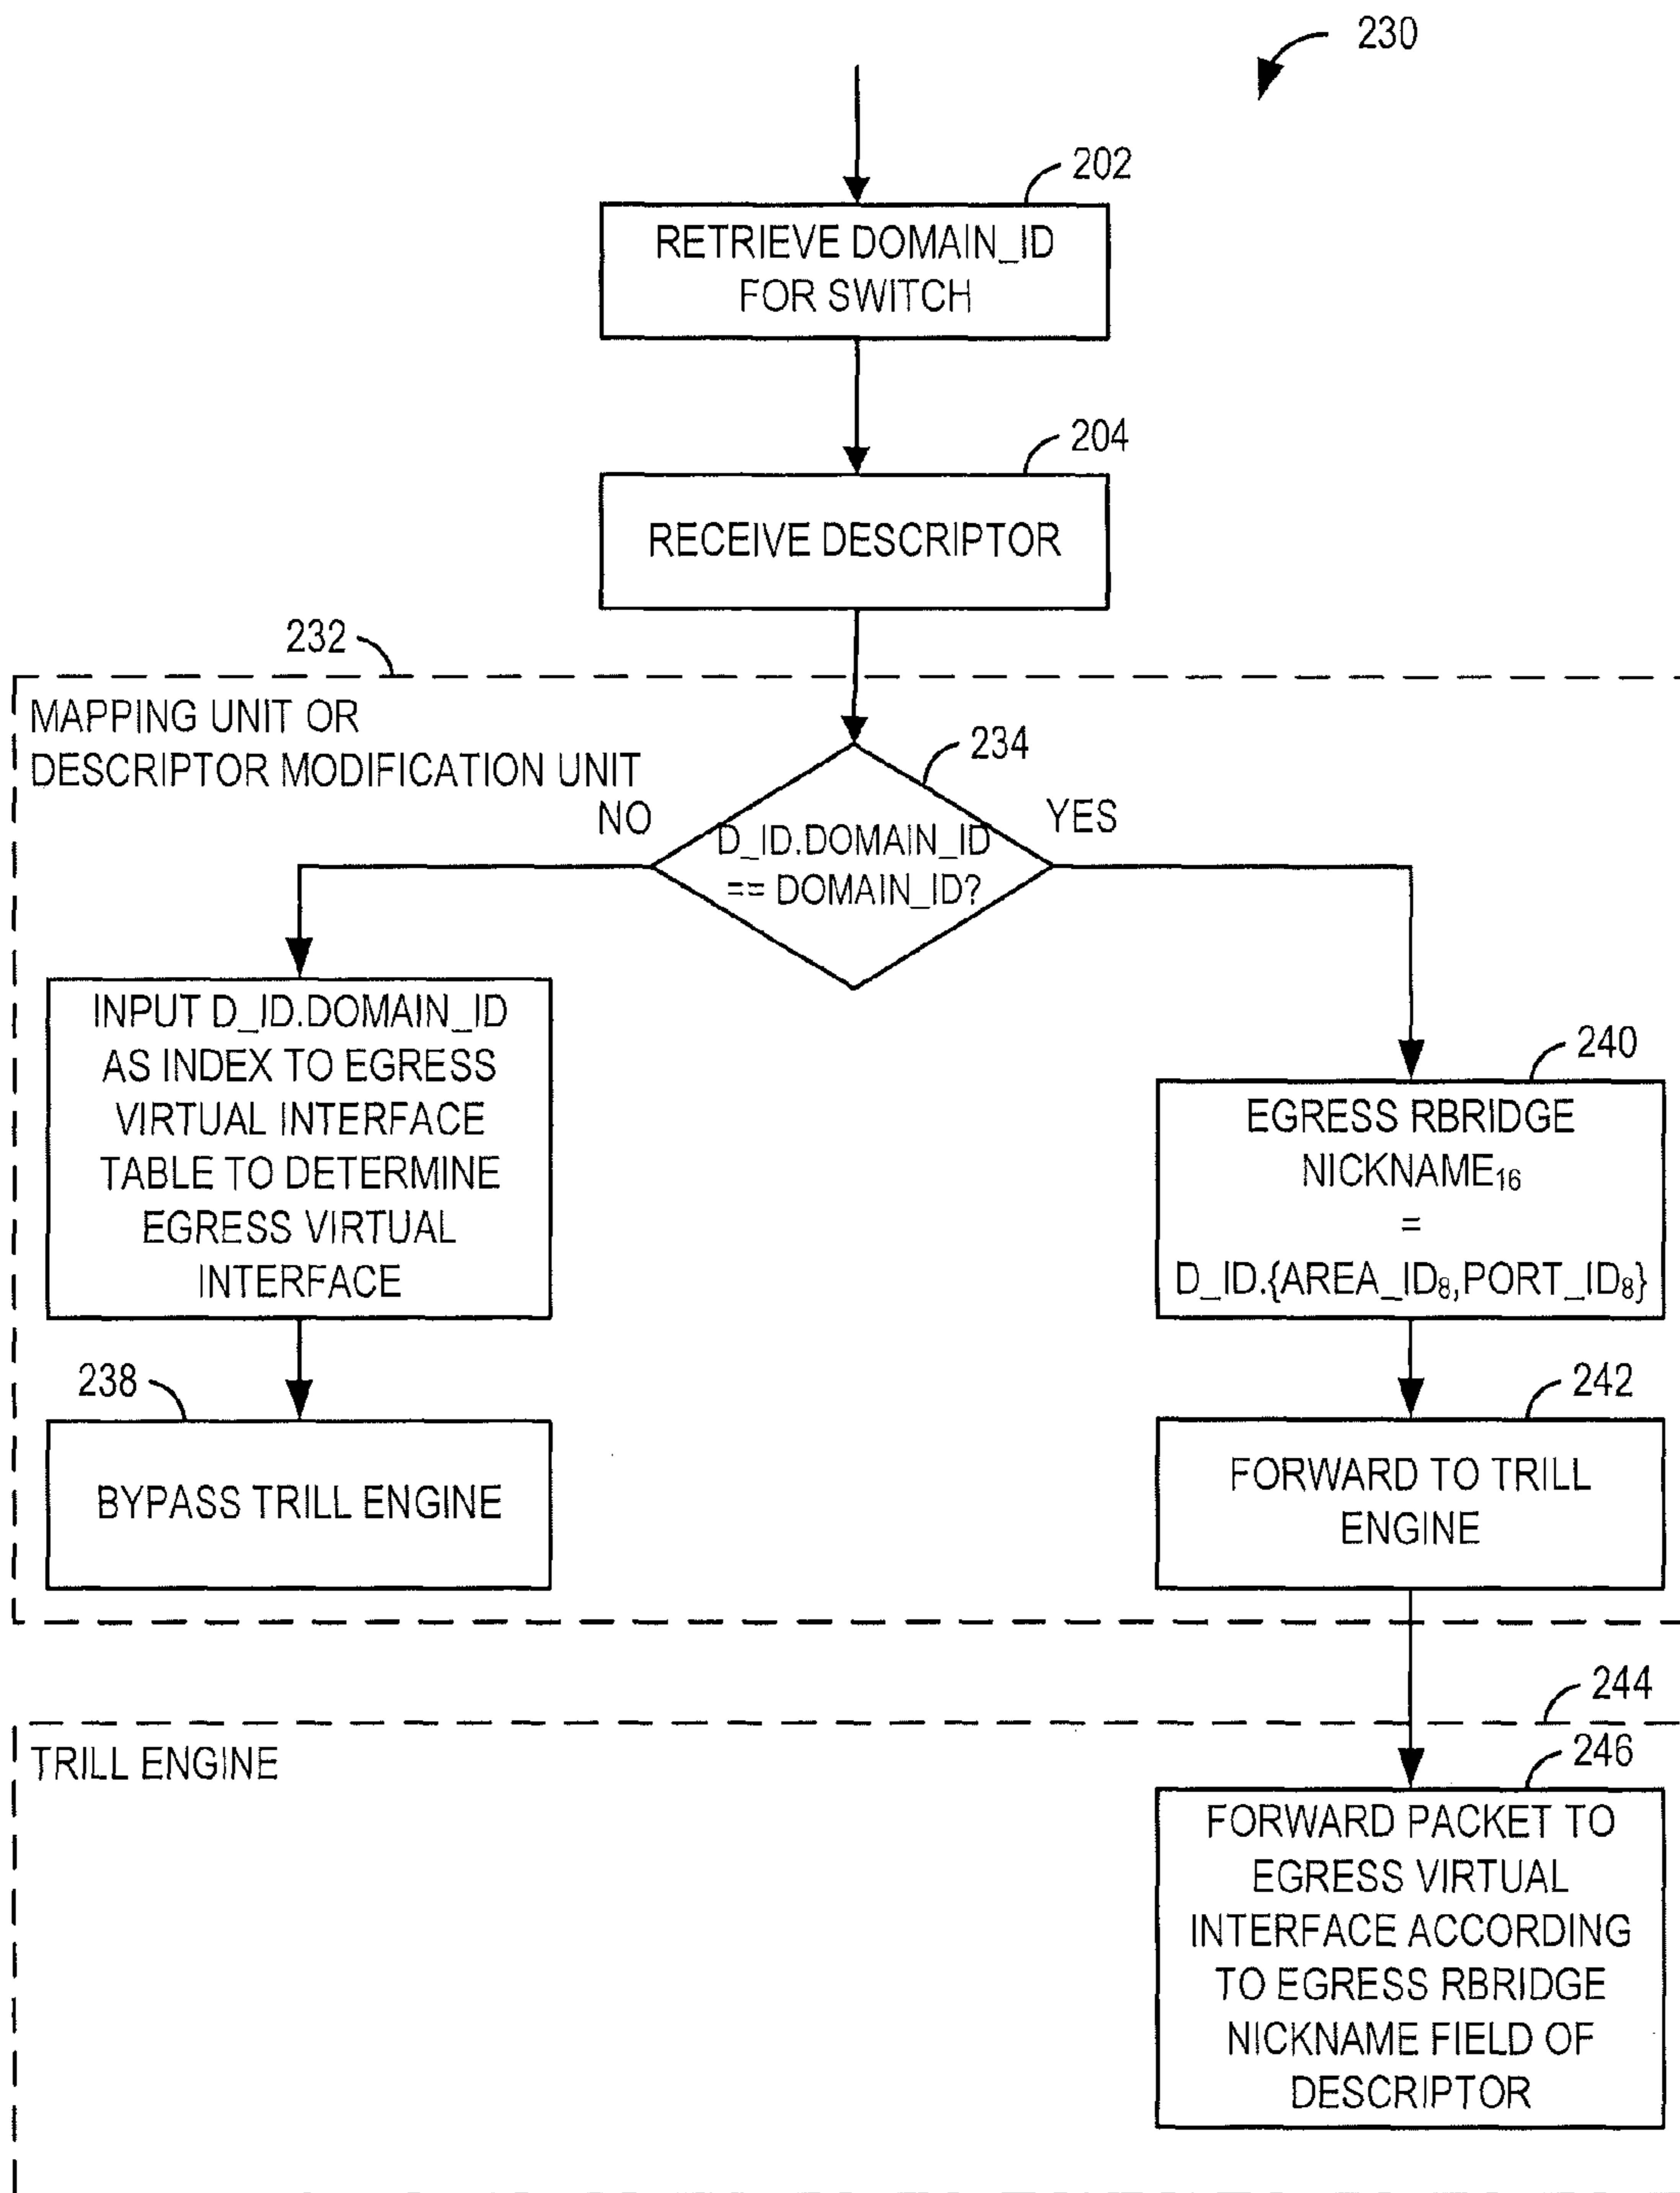 230
202
RETRIEVE DOMAIN_ID
FOR SWITCH
204
RECEIVE DESCRIPTOR
232
MAPPING UNIT OR
DESCRIPTOR MODIFICATION UNIT
234
NO
YES
D_ID.DOMAIN_ID
== DOMAIN_ID?
INPUT D_ID.DOMAIN_ID
AS INDEX TO EGRESS
VIRTUAL INTERFACE
TABLE TO DETERMINE
EGRESS VIRTUAL
INTERFACE
240
EGRESS RBRIDGE
NICKNAME₁₆
=
D_ID.{AREA_ID₈,PORT_ID₈}
238
BYPASS TRILL ENGINE
242
FORWARD TO TRILL
ENGINE
244
TRILL ENGINE
246
FORWARD PACKET TO
EGRESS VIRTUAL
INTERFACE ACCORDING
TO EGRESS RBRIDGE
NICKNAME FIELD OF
DESCRIPTOR